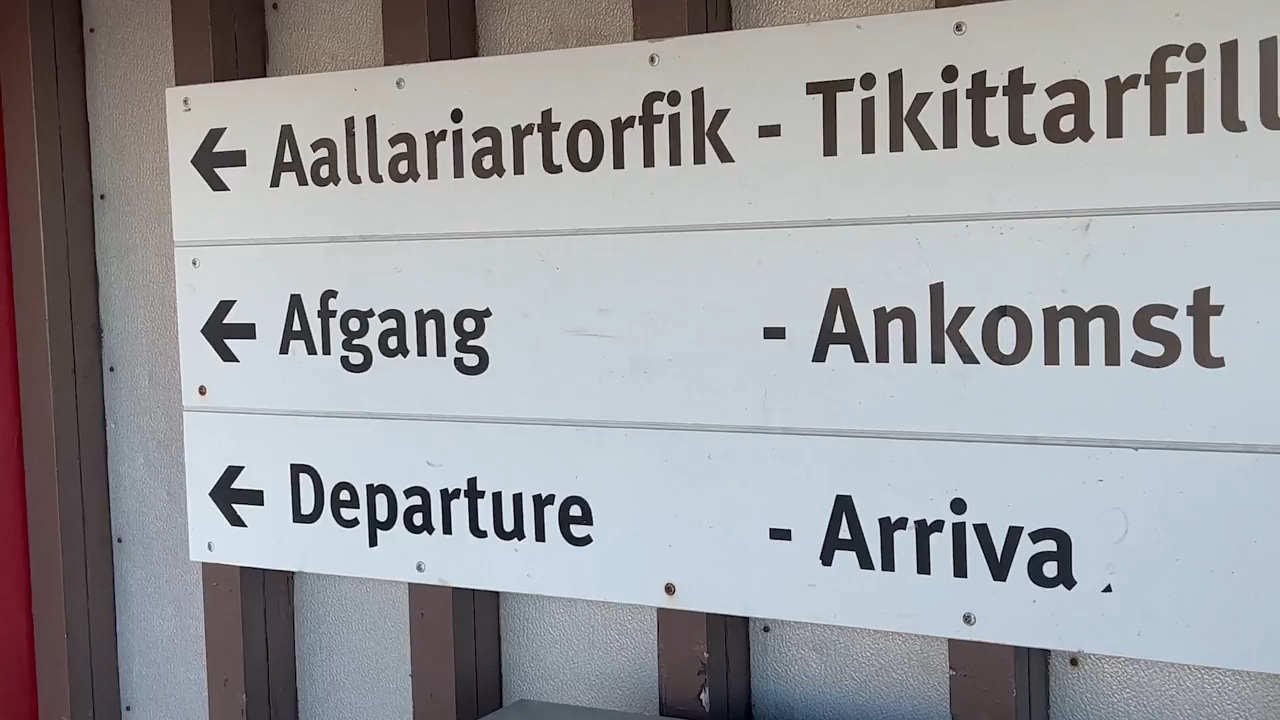 ← Aallariartorfik - Tikittarfill
← Afgang - Ankomst
← Departure - Arriva